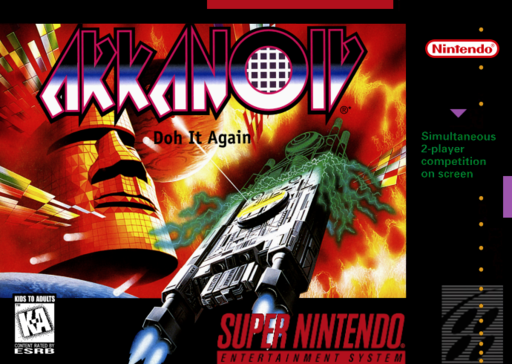 ARKANOID
®
Doh It Again
Nintendo®
Simultaneous
2-player
competition
on screen
KIDS TO ADULTS
K-A
CONTENT RATED BY
ESRB
SUPER NINTENDO
ENTERTAINMENT SYSTEM